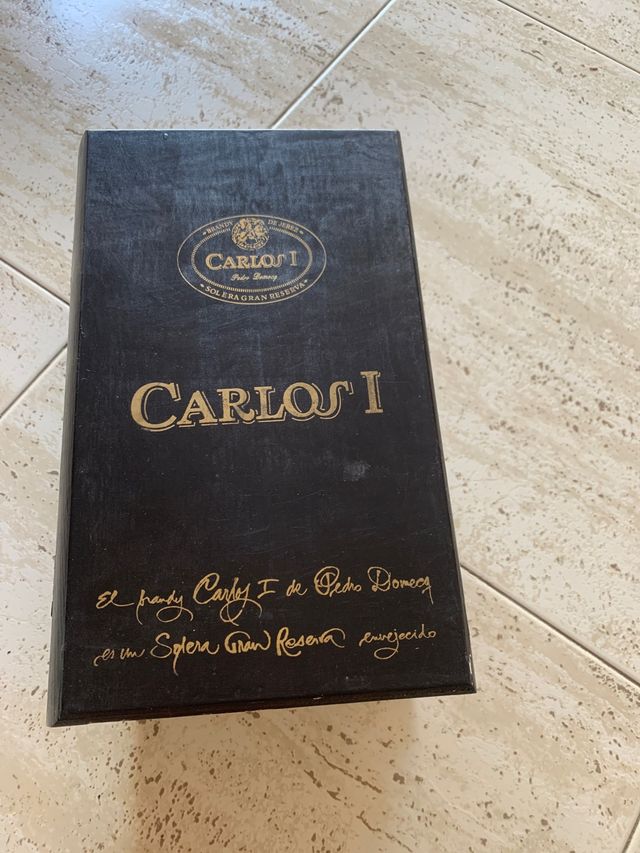 BRANDY DE JEREZ
CARLOS I
Pedro Domecq
SOLERA GRAN RESERVA
CARLOS I
El brandy Carlos I de Pedro Domecq
es un Solera Gran Reserva envejecido